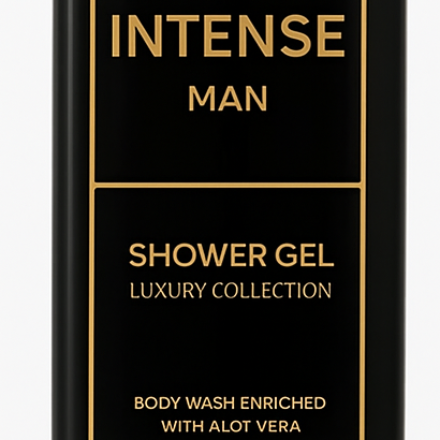 INTENSE
MAN
SHOWER GEL
LUXURY COLLECTION
BODY WASH ENRICHED
WITH ALOT VERA